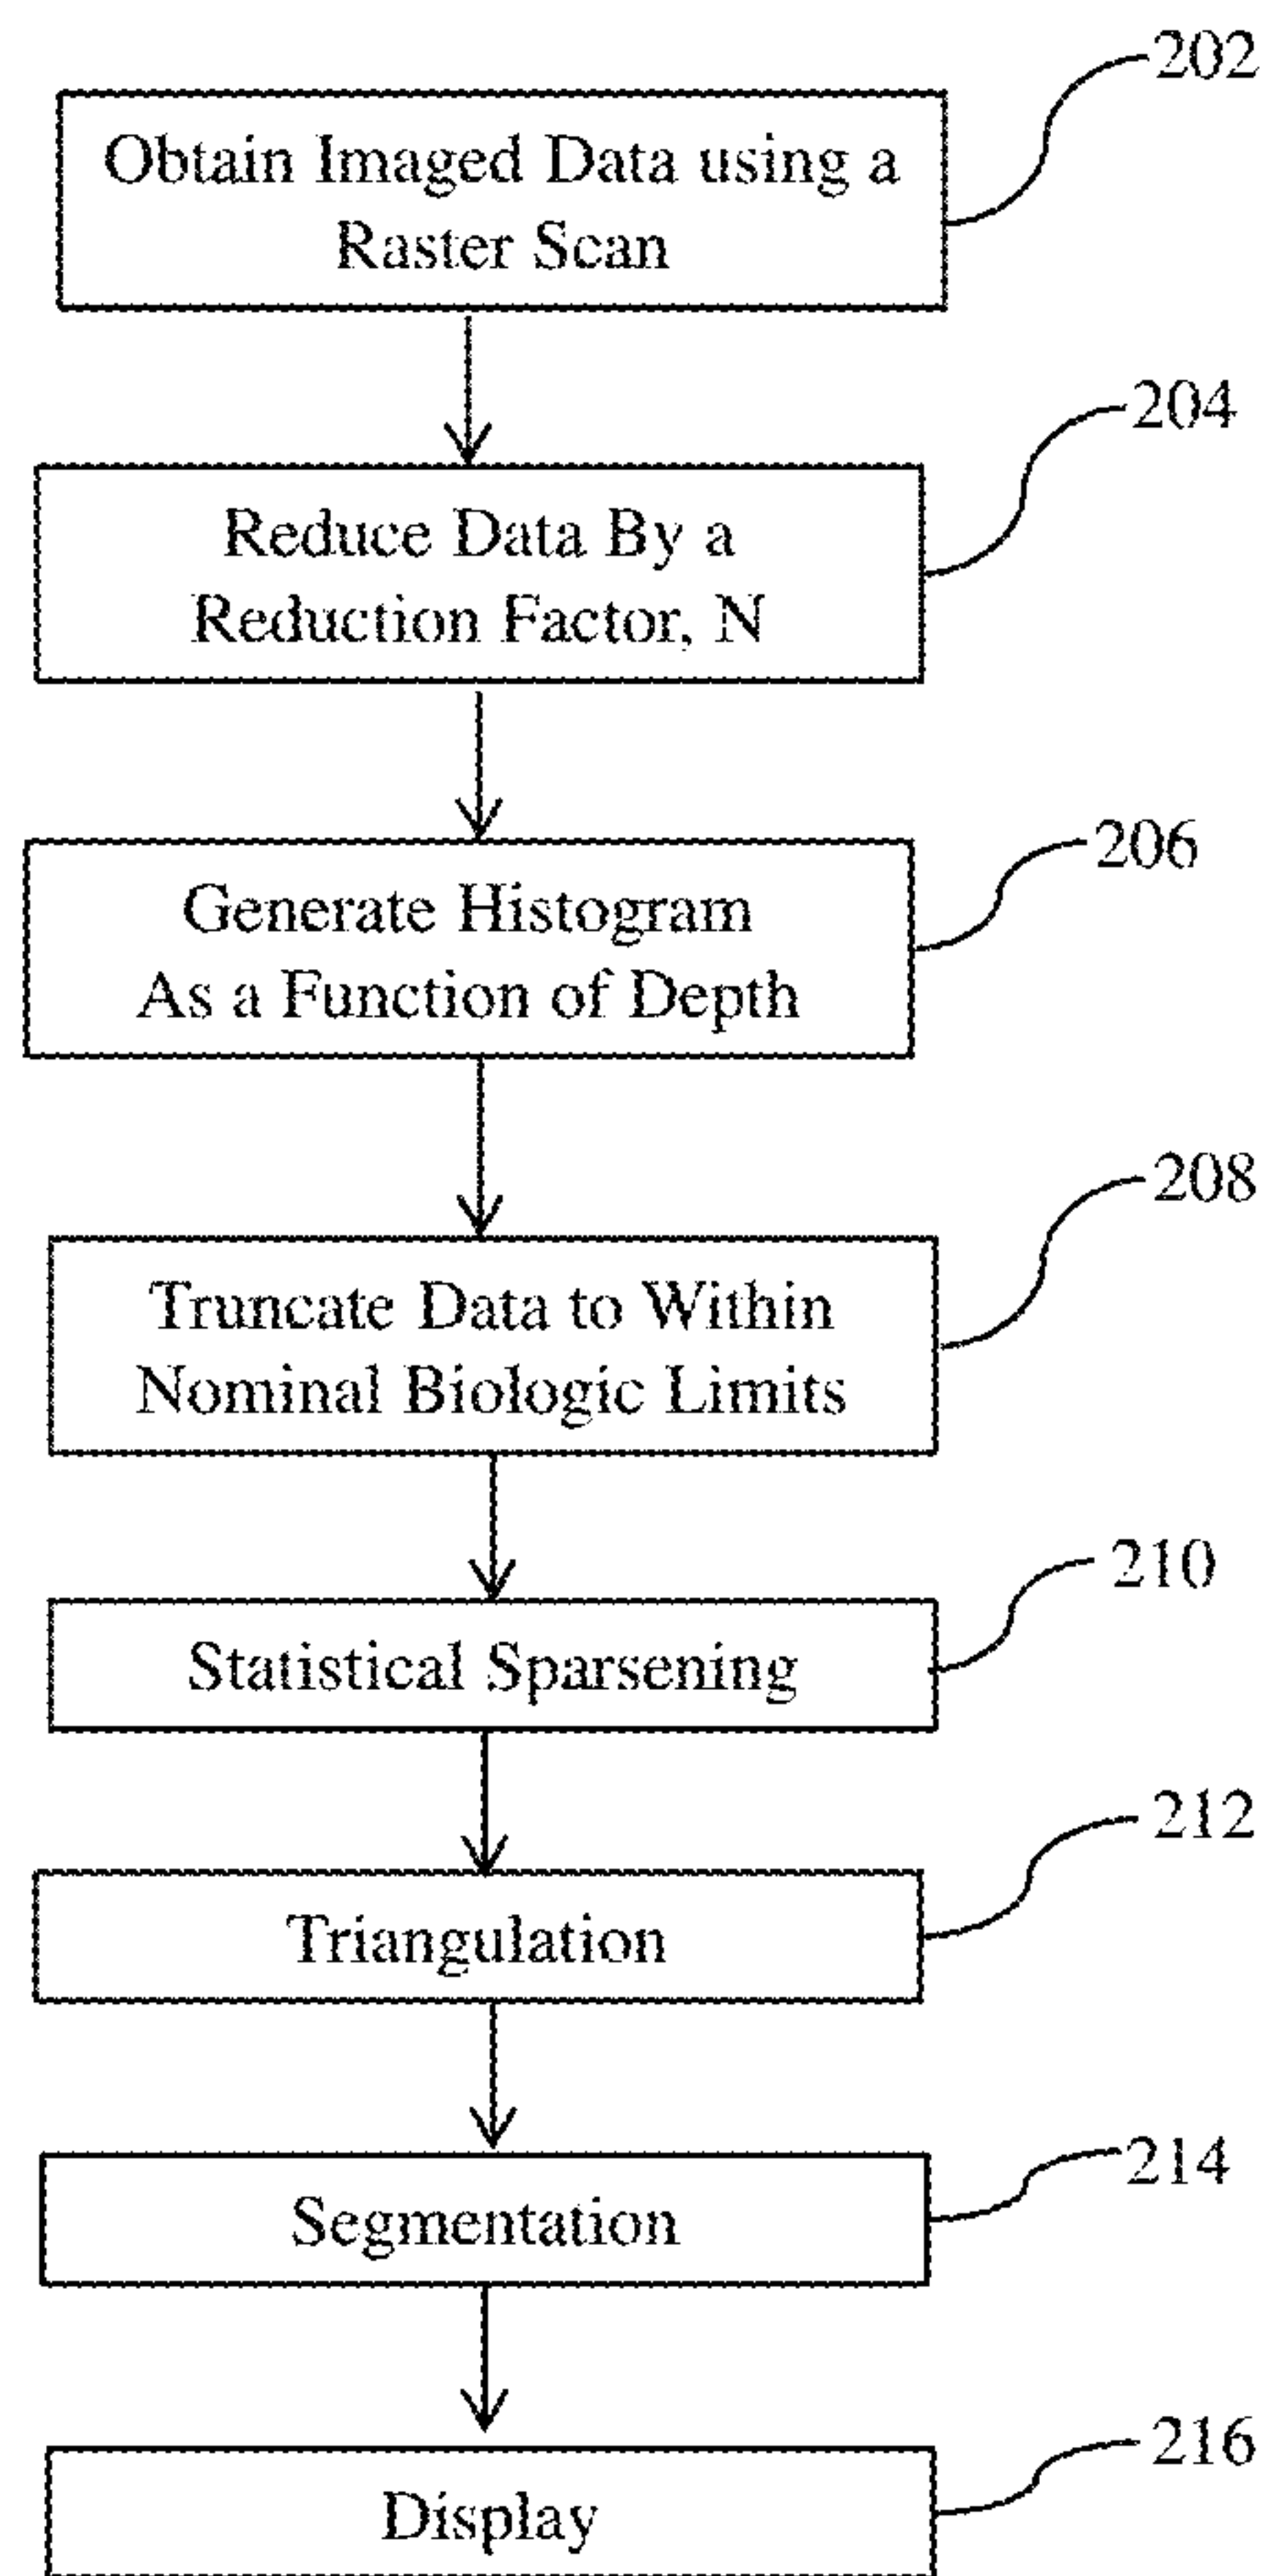 202
Obtain Imaged Data using a
Raster Scan
204
Reduce Data By a
Reduction Factor, N
206
Generate Histogram
As a Function of Depth
208
Truncate Data to Within
Nominal Biologic Limits
210
Statistical Sparsening
212
Triangulation
214
Segmentation
216
Display